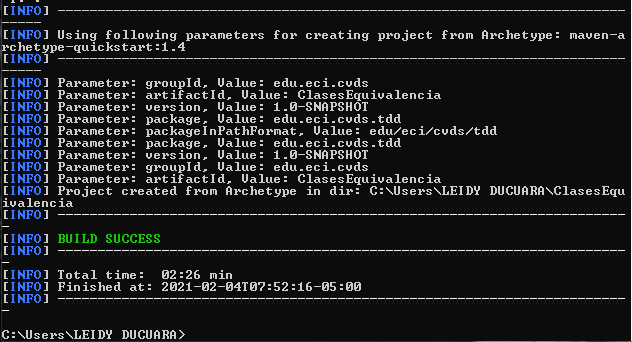 [INFO] ------------------------------------------------------------------------
-----
[INFO] Using following parameters for creating project from Archetype: maven-a
rchetype-quickstart:1.4
[INFO] ------------------------------------------------------------------------
-----
[INFO] Parameter: groupId, Value: edu.eci.cvds
[INFO] Parameter: artifactId, Value: ClasesEquivalencia
[INFO] Parameter: version, Value: 1.0-SNAPSHOT
[INFO] Parameter: package, Value: edu.eci.cvds.tdd
[INFO] Parameter: packageInPathFormat, Value: edu/eci/cvds/tdd
[INFO] Parameter: package, Value: edu.eci.cvds.tdd
[INFO] Parameter: version, Value: 1.0-SNAPSHOT
[INFO] Parameter: groupId, Value: edu.eci.cvds
[INFO] Parameter: artifactId, Value: ClasesEquivalencia
[INFO] Project created from Archetype in dir: C:\Users\LEIDY DUCUARA\ClasesEqu
ivalencia
[INFO] ------------------------------------------------------------------------
-
[INFO] BUILD SUCCESS
[INFO] ------------------------------------------------------------------------
-
[INFO] Total time:  02:26 min
[INFO] Finished at: 2021-02-04T07:52:16-05:00
[INFO] ------------------------------------------------------------------------
-
C:\Users\LEIDY DUCUARA>